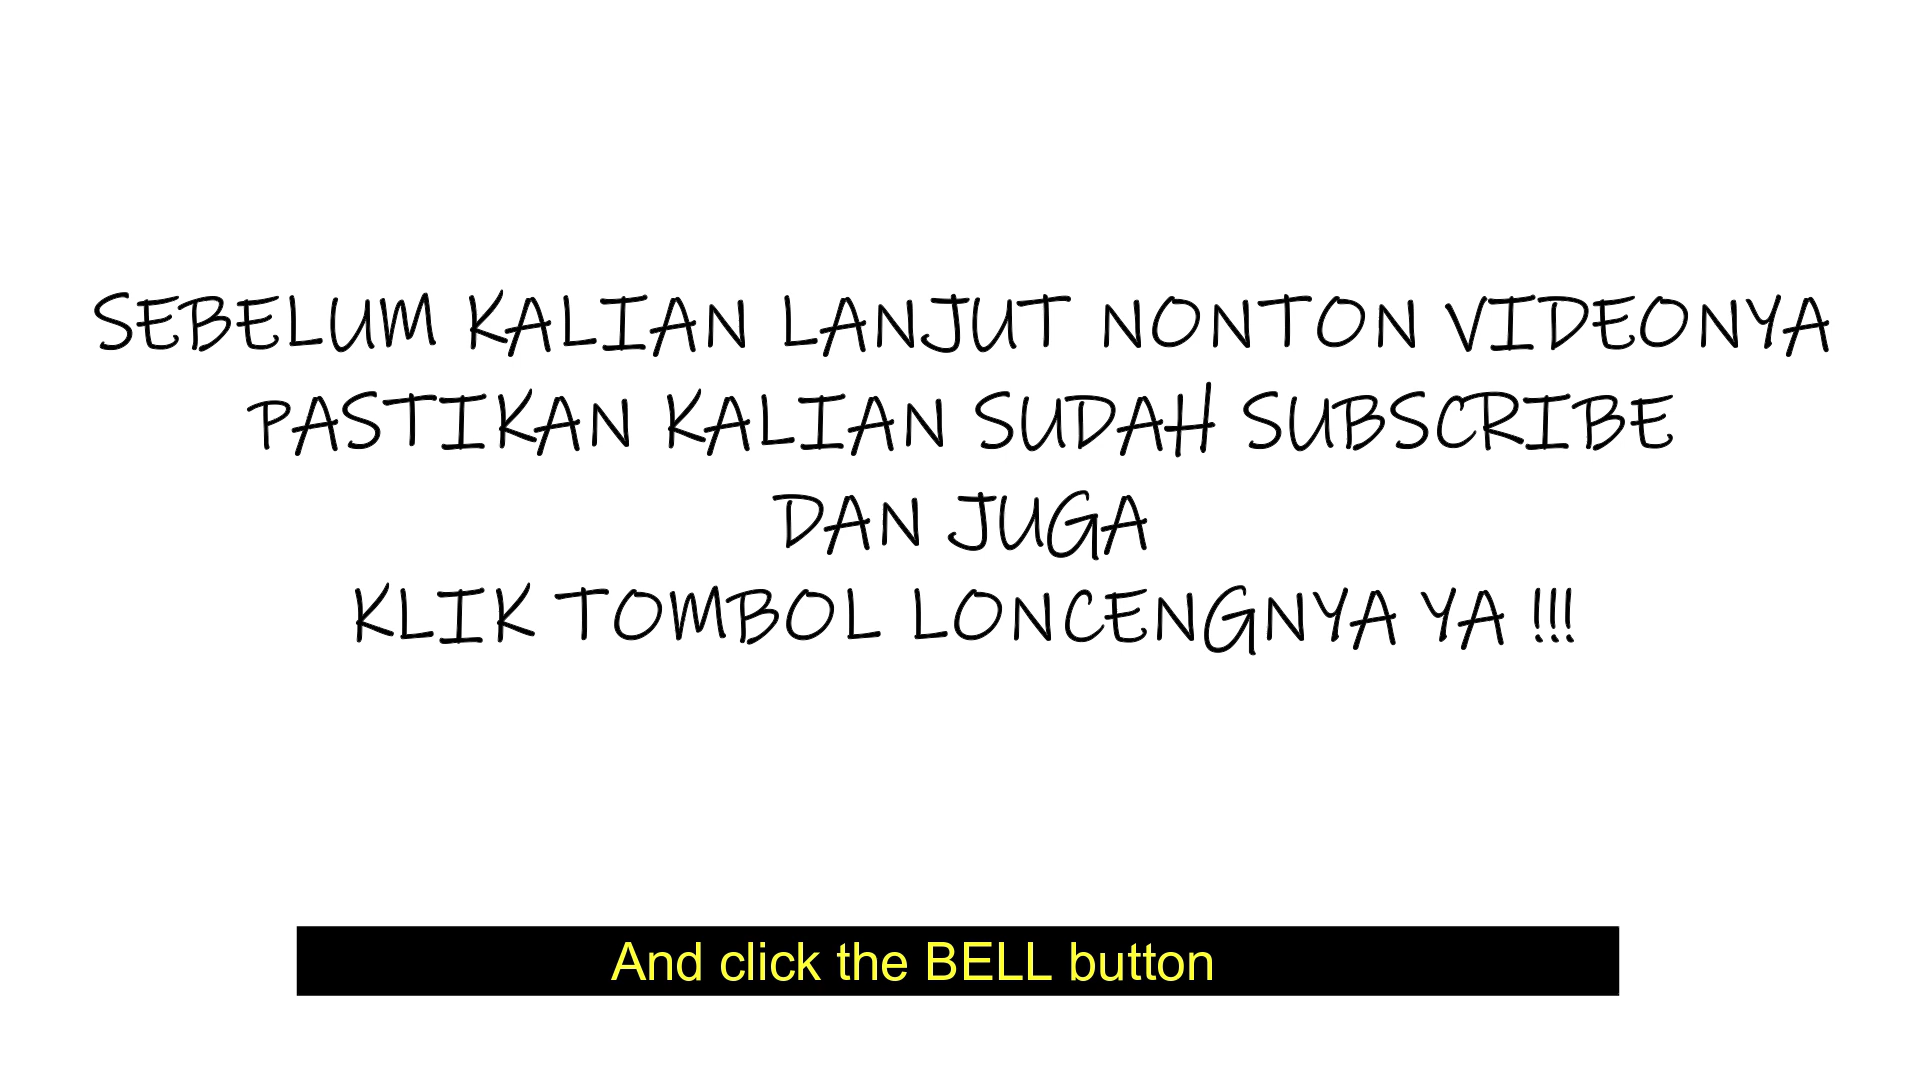 SEBELUM KALIAN LANJUT NONTON VIDEONYA
PASTIKAN KALIAN SUDAH SUBSCRIBE
DAN JUGA
KLIK TOMBOL LONCENGNYA YA !!!
And click the BELL button